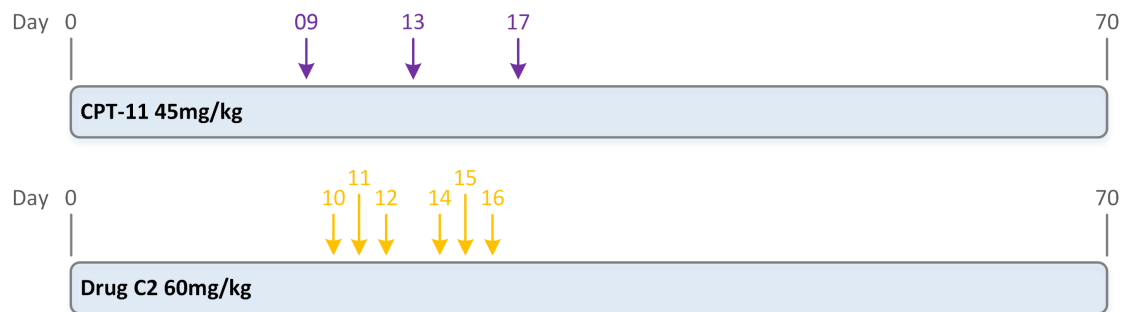 Day 0 09 13 17 70
CPT-11 45mg/kg
11 15
Day 0 10 12 14 16 70
Drug C2 60mg/kg